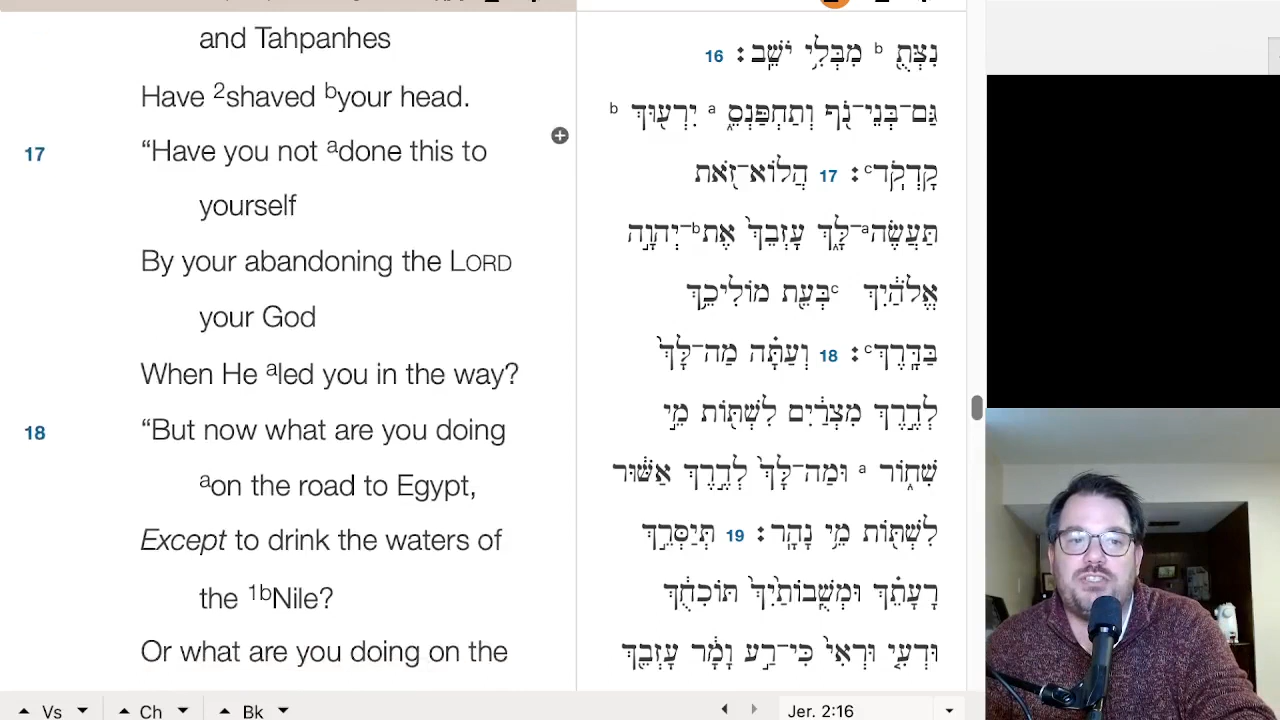 and Tahpanhes
Have ²shaved ᵇyour head.
17 “Have you not ᵃdone this to
yourself
By your abandoning the LORD
your God
When He ᵃled you in the way?
18 “But now what are you doing
ᵃon the road to Egypt,
Except to drink the waters of
the ¹ᵇNile?
Or what are you doing on the
נִצְּתֻ֖ה ᵇ מִבְּלִ֥י יֹשֵֽׁב׃ 16
גַּם־בְּנֵי־נֹ֖ף וְתַחְפַּנְסֵ֑ ᵃ יִרְע֖וּךְ ᵇ
קָדְקֹֽד ᶜ׃ 17 הֲלוֹא־זֹ֖את
תַּעֲשֶׂה ᵃ־לָּ֑ךְ עָזְבֵךְ֙ אֶת ᵇ־יְהוָ֣ה
אֱלֹהַ֔יִךְ ᶜ בְּעֵ֖ת מוֹלִיכֵ֥ךְ
בַּדָּֽרֶךְ ᶜ׃ 18 וְעַתָּ֗ה מַה־לָּךְ֙
לְדֶ֣רֶךְ מִצְרַ֔יִם לִשְׁתּ֖וֹת מֵ֣י
שִׁח֑וֹר ᵃ וּמַה־לָּךְ֙ לְדֶ֣רֶךְ אַשּׁ֔וּר
לִשְׁתּ֖וֹת מֵ֥י נָהָֽר׃ 19 תְּיַסְּרֵ֣ךְ
רָעָתֵ֗ךְ וּמְשֻֽׁבוֹתַ֙יִךְ֙ תּוֹכִחֻ֔ךְ
וּדְעִ֤י וּרְאִי֙ כִּי־רַ֣ע וָמָ֔ר עָזְבֵ֖ךְ
Vs Ch Bk Jer. 2:16